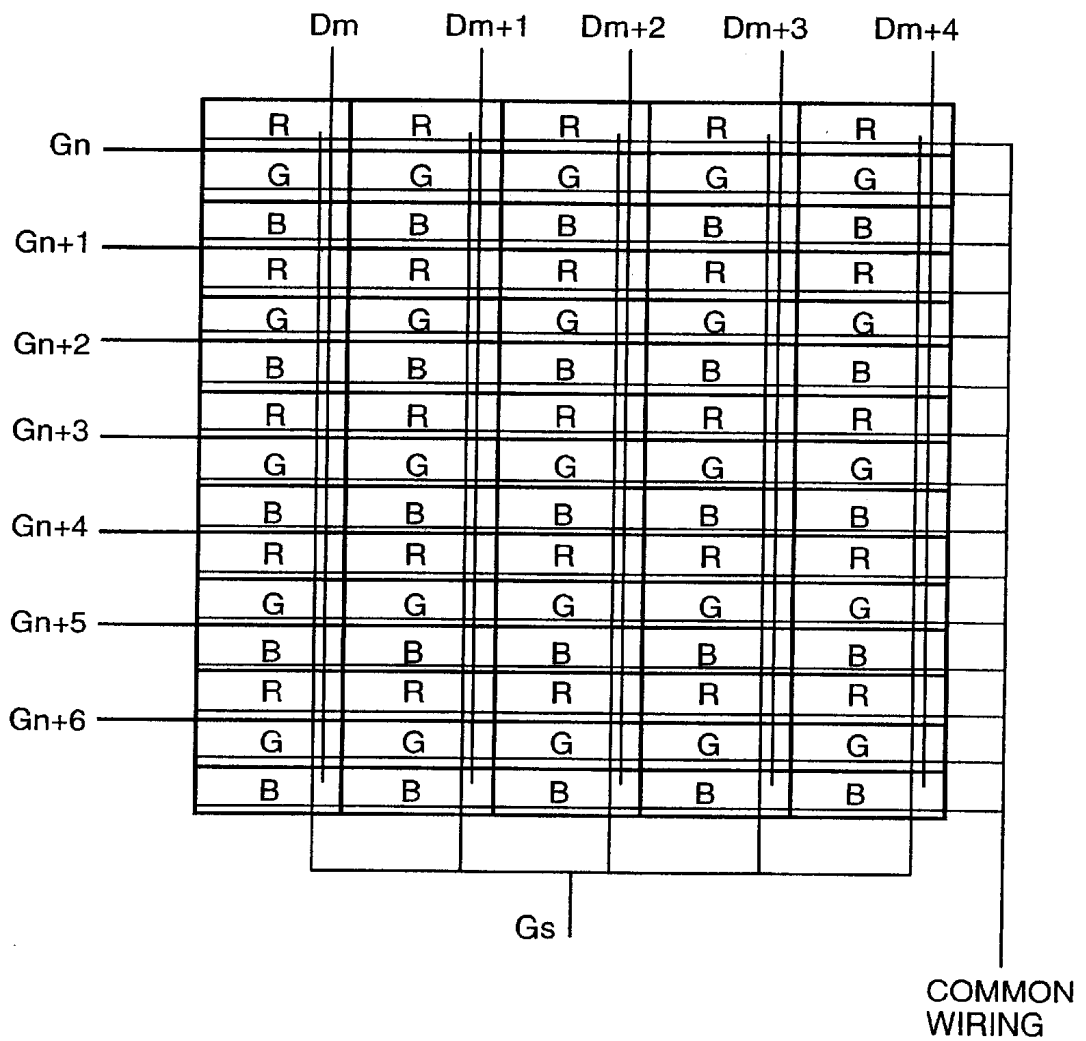 Dm Dm+1 Dm+2 Dm+3 Dm+4
R R R R R
Gn
G G G G G
B B B B B
Gn+1
R R R R R
G G G G G
Gn+2
B B B B B
R R R R R
Gn+3
G G G G G
B B B B B
Gn+4
R R R R R
G G G G G
Gn+5
B B B B B
R R R R R
Gn+6
G G G G G
B B B B B
Gs
COMMON
WIRING